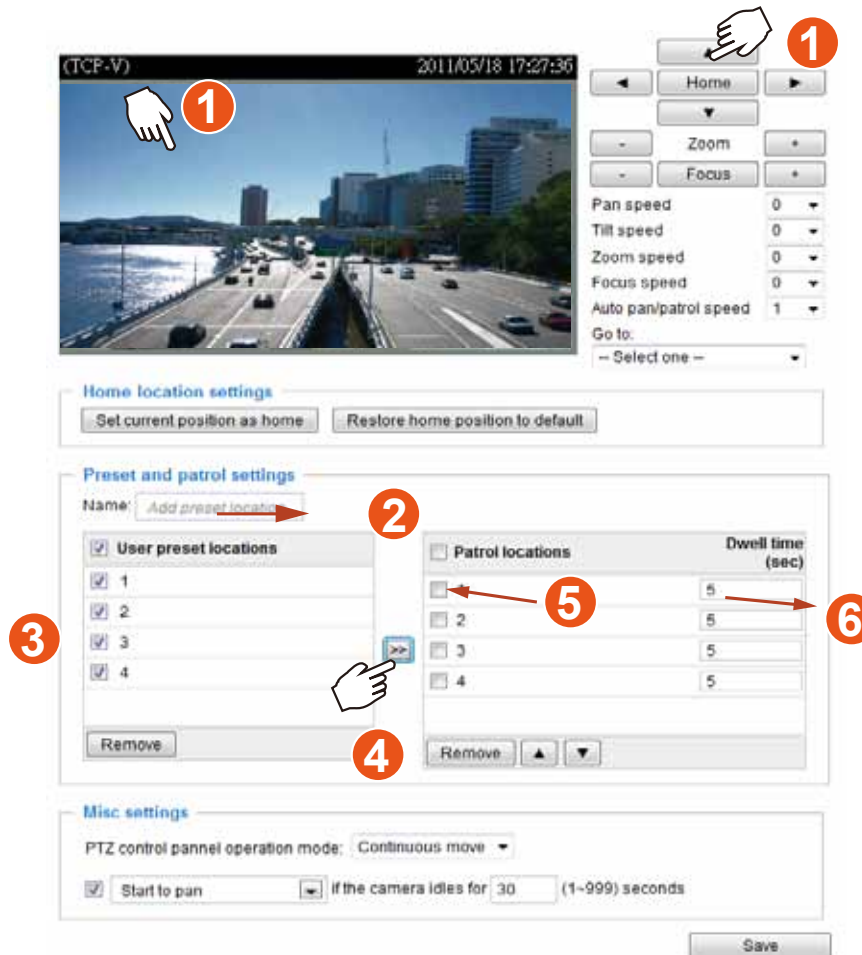 (TCP-V) 2011/05/18 17:27:36
1
1
▲
◄ Home ►
▼
- Zoom +
- Focus +
Pan speed 0
Tilt speed 0
Zoom speed 0
Focus speed 0
Auto pan/patrol speed 1
Go to:
-- Select one --
Home location settings
Set current position as home Restore home position to default
Preset and patrol settings
Name: Add preset location
2
User preset locations
1
2
3
4
Remove
3
>>
4
Patrol locations Dwell time (sec)
5
2 5
3 5
4 5
5
6
Remove ▲ ▼
Misc settings
PTZ control pannel operation mode: Continuous move
Start to pan if the camera idles for 30 (1~999) seconds
Save